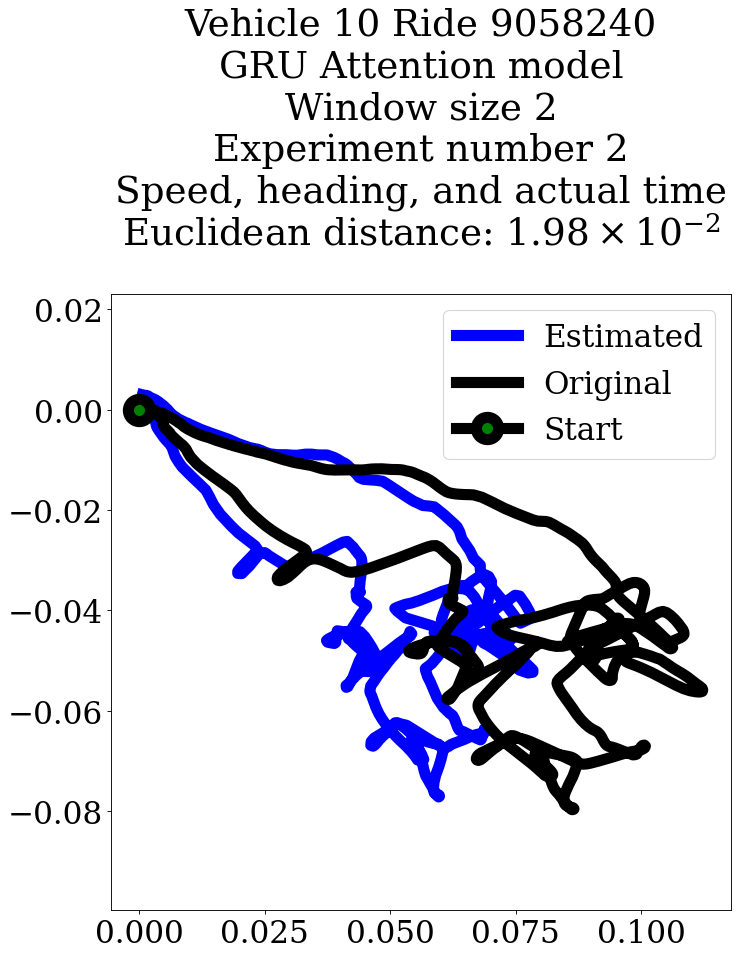 Vehicle 10 Ride 9058240
GRU Attention model
Window size 2
Experiment number 2
Speed, heading, and actual time
Euclidean distance: 1.98 × 10⁻²
Estimated
Original
Start
0.02
0.00
−0.02
−0.04
−0.06
−0.08
0.000 0.025 0.050 0.075 0.100